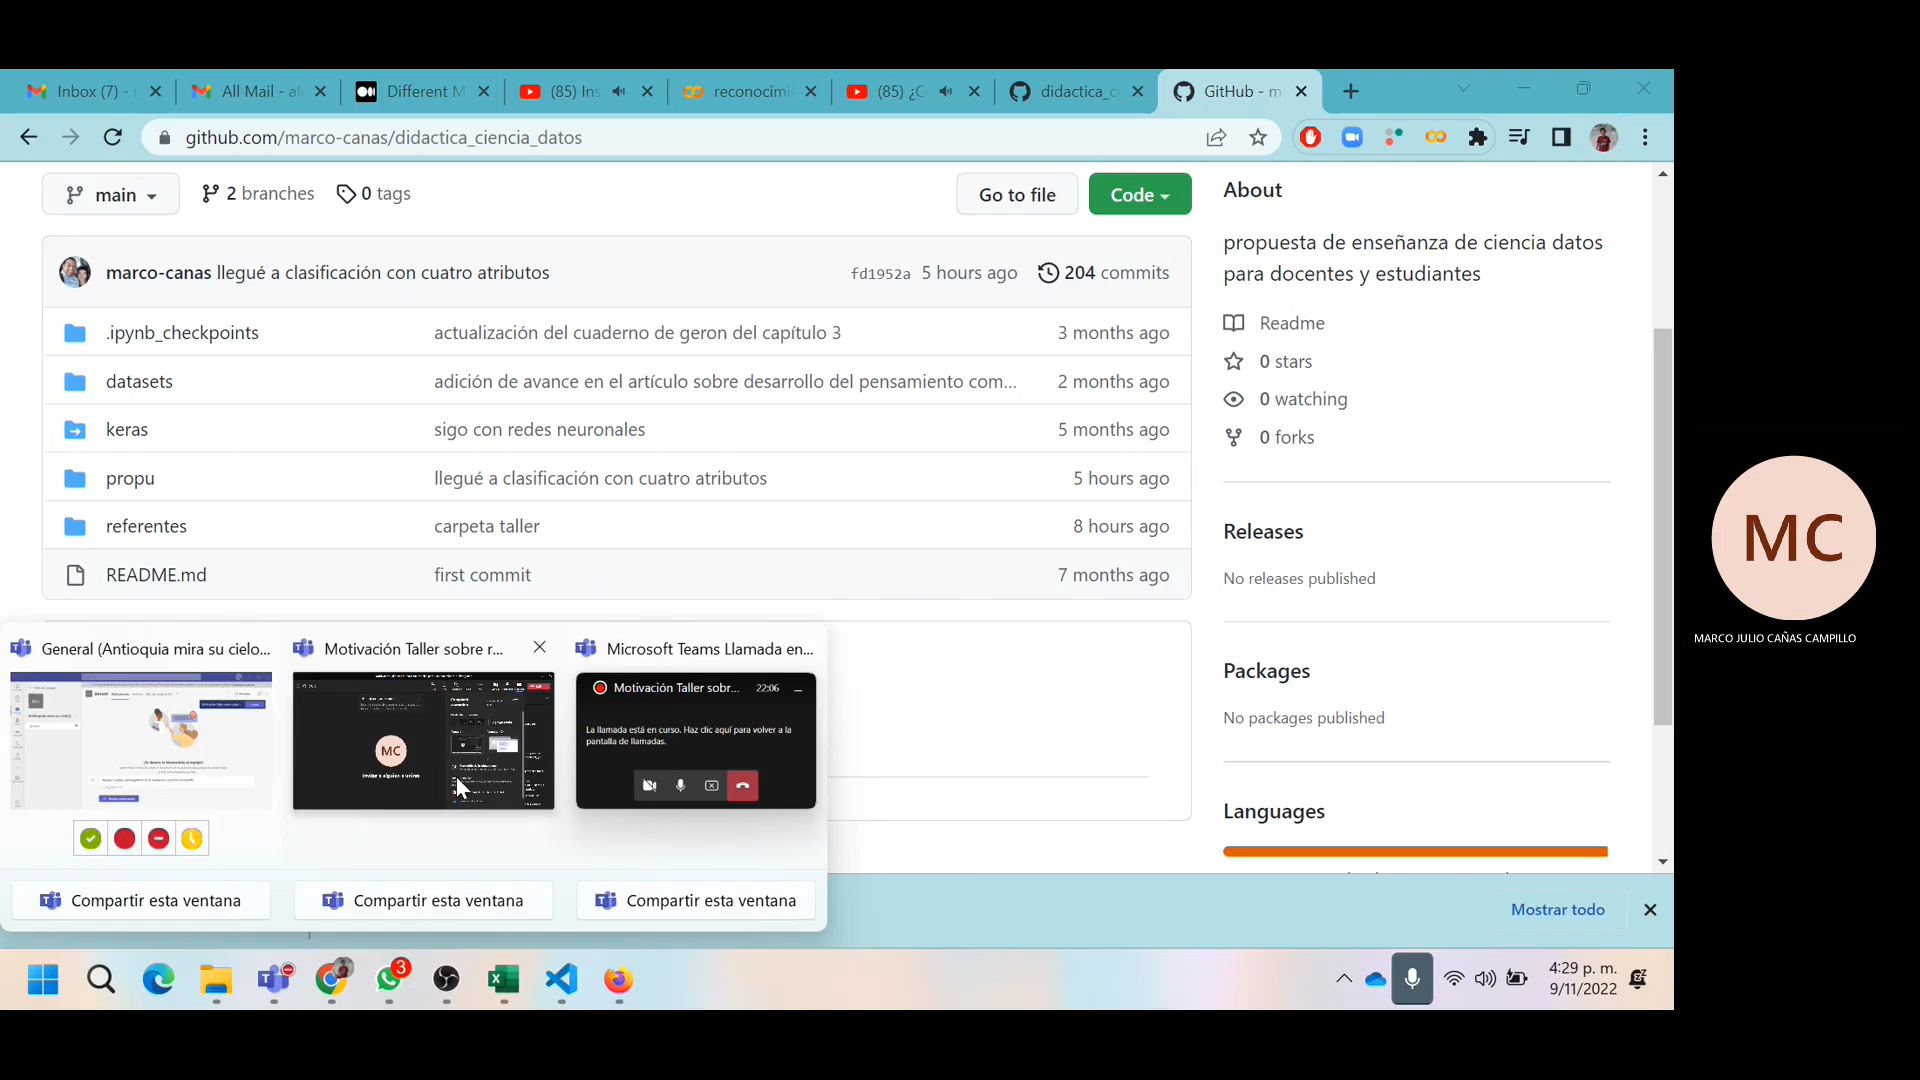 Inbox (7) -
All Mail - al
Different M
(85) Ins
reconocimi
(85) ¿C
didactica_c
GitHub - m
github.com/marco-canas/didactica_ciencia_datos
main
2 branches
0 tags
Go to file
Code
marco-canas llegué a clasificación con cuatro atributos
fd1952a 5 hours ago
204 commits
.ipynb_checkpoints
actualización del cuaderno de geron del capítulo 3
3 months ago
datasets
adición de avance en el artículo sobre desarrollo del pensamiento com...
2 months ago
keras
sigo con redes neuronales
5 months ago
propu
llegué a clasificación con cuatro atributos
5 hours ago
referentes
carpeta taller
8 hours ago
README.md
first commit
7 months ago
About
propuesta de enseñanza de ciencia datos
para docentes y estudiantes
Readme
0 stars
0 watching
0 forks
Releases
No releases published
Packages
No packages published
Languages
General (Antioquia mira su cielo...
Motivación Taller sobre r...
Microsoft Teams Llamada en...
MC
Invitar a alguien a unirse
Motivación Taller sobr...
22:06
La llamada está en curso. Haz clic aquí para volver a la
pantalla de llamadas.
Compartir esta ventana
Compartir esta ventana
Compartir esta ventana
Mostrar todo
3
4:29 p. m.
9/11/2022
MC
MARCO JULIO CAÑAS CAMPILLO